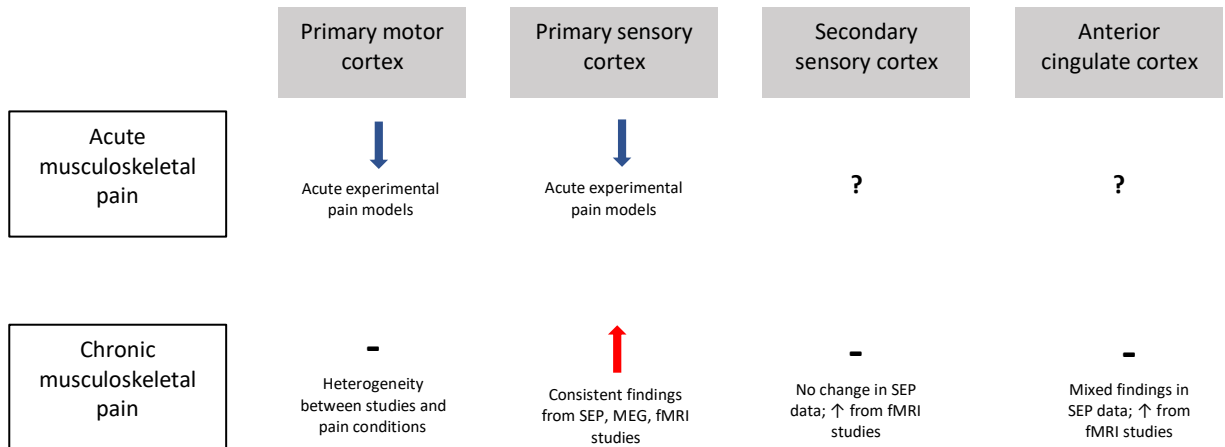 Primary motor
cortex
Primary sensory
cortex
Secondary
sensory cortex
Anterior
cingulate cortex
Acute
musculoskeletal
pain
Acute experimental
pain models
Acute experimental
pain models
?
?
Chronic
musculoskeletal
pain
-
Heterogeneity
between studies and
pain conditions
Consistent findings
from SEP, MEG, fMRI
studies
-
No change in SEP
data; ↑ from fMRI
studies
-
Mixed findings in
SEP data; ↑ from
fMRI studies